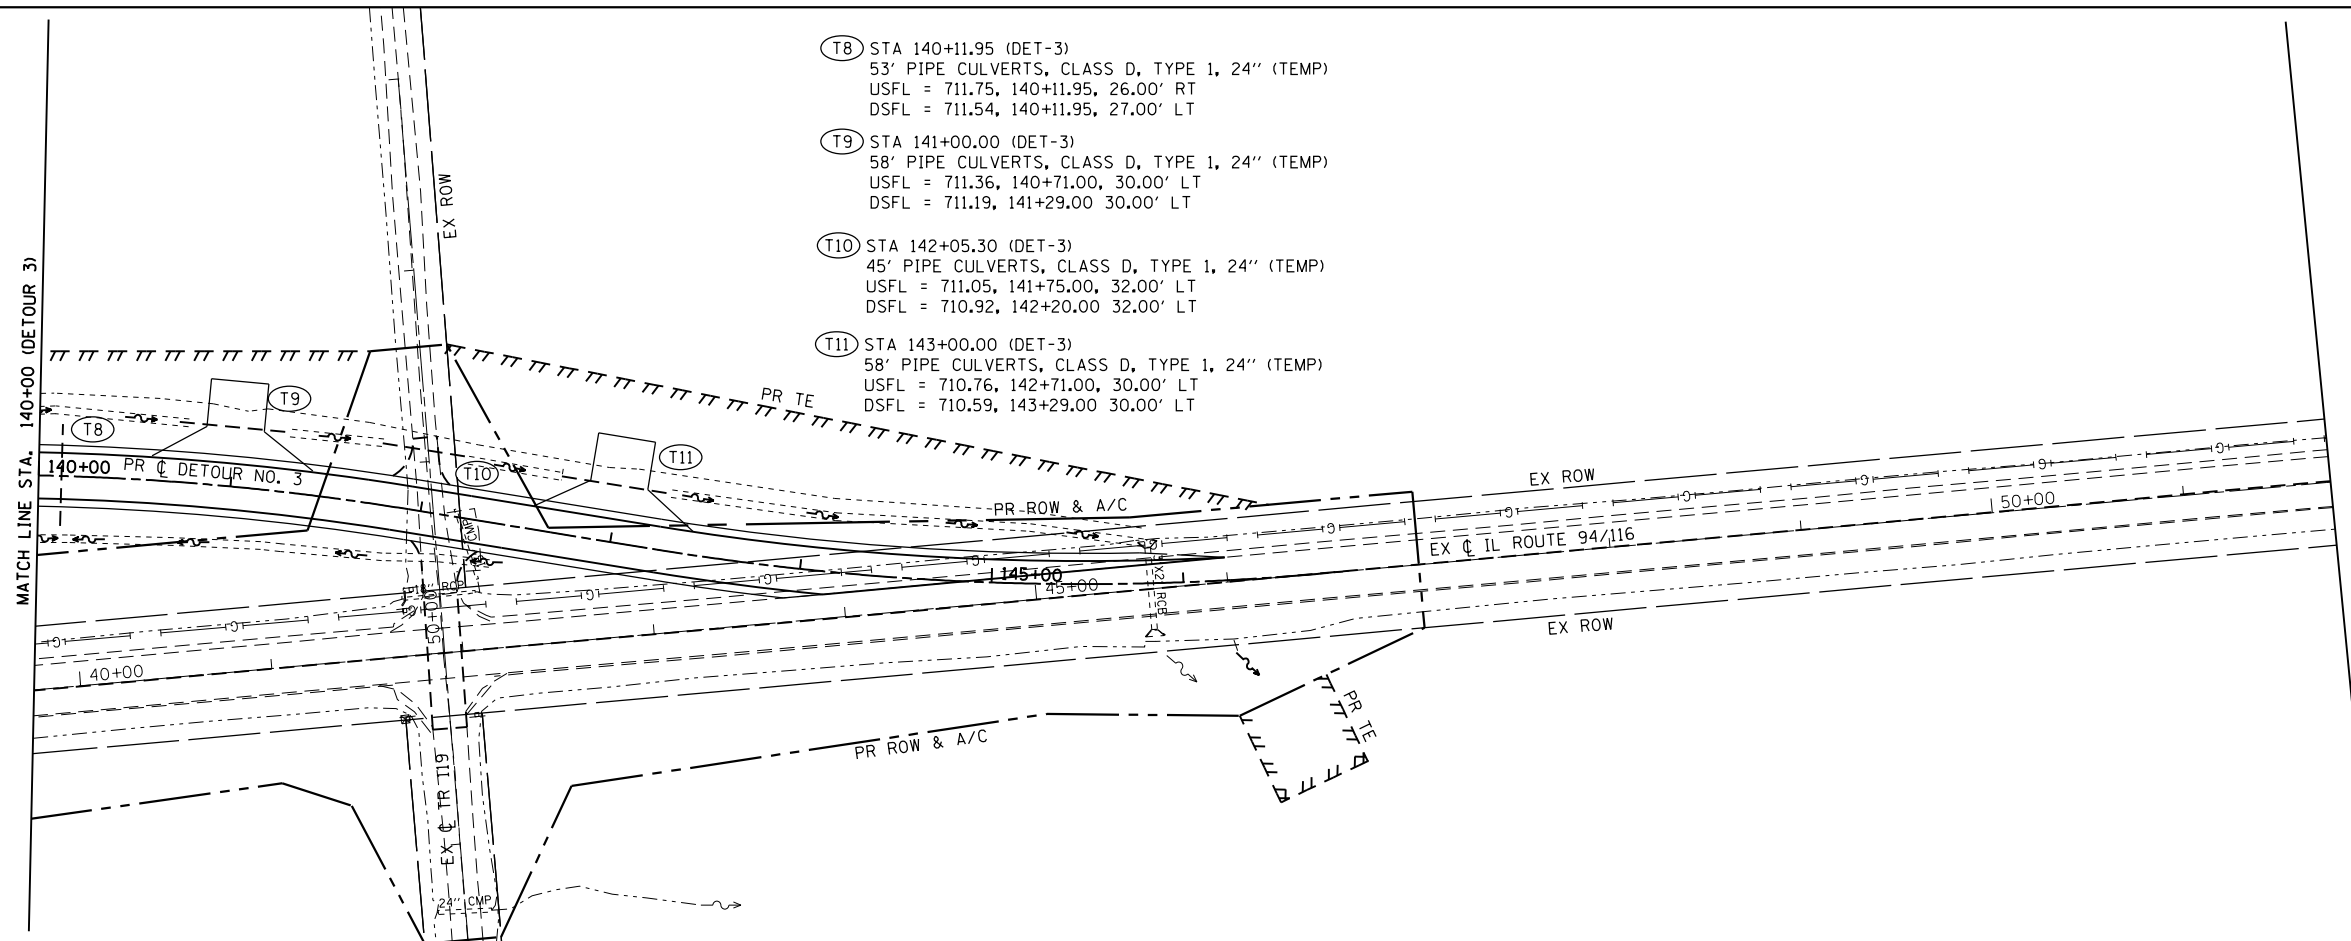 T8 STA 140+11.95 (DET-3)
53' PIPE CULVERTS, CLASS D, TYPE 1, 24'' (TEMP)
USFL = 711.75, 140+11.95, 26.00' RT
DSFL = 711.54, 140+11.95, 27.00' LT
T9 STA 141+00.00 (DET-3)
58' PIPE CULVERTS, CLASS D, TYPE 1, 24'' (TEMP)
USFL = 711.36, 140+71.00, 30.00' LT
DSFL = 711.19, 141+29.00 30.00' LT
T10 STA 142+05.30 (DET-3)
45' PIPE CULVERTS, CLASS D, TYPE 1, 24'' (TEMP)
USFL = 711.05, 141+75.00, 32.00' LT
DSFL = 710.92, 142+20.00 32.00' LT
T11 STA 143+00.00 (DET-3)
58' PIPE CULVERTS, CLASS D, TYPE 1, 24'' (TEMP)
USFL = 710.76, 142+71.00, 30.00' LT
DSFL = 710.59, 143+29.00 30.00' LT
MATCH LINE STA. 140+00 (DETOUR 3)
EX ROW
PR TE
T9
T8
T11
T10
140+00 PR ℄ DETOUR NO. 3
PR ROW & A/C
EX ROW
50+00
EX ℄ IL ROUTE 94/116
145+00
45+00
RCB
CMP
RCP
50+00
40+00
EX ROW
PR TE
PR ROW & A/C
EX ℄ TR 119
24'' CMP
G
G
G
G
G
G
G
G
G
G
G